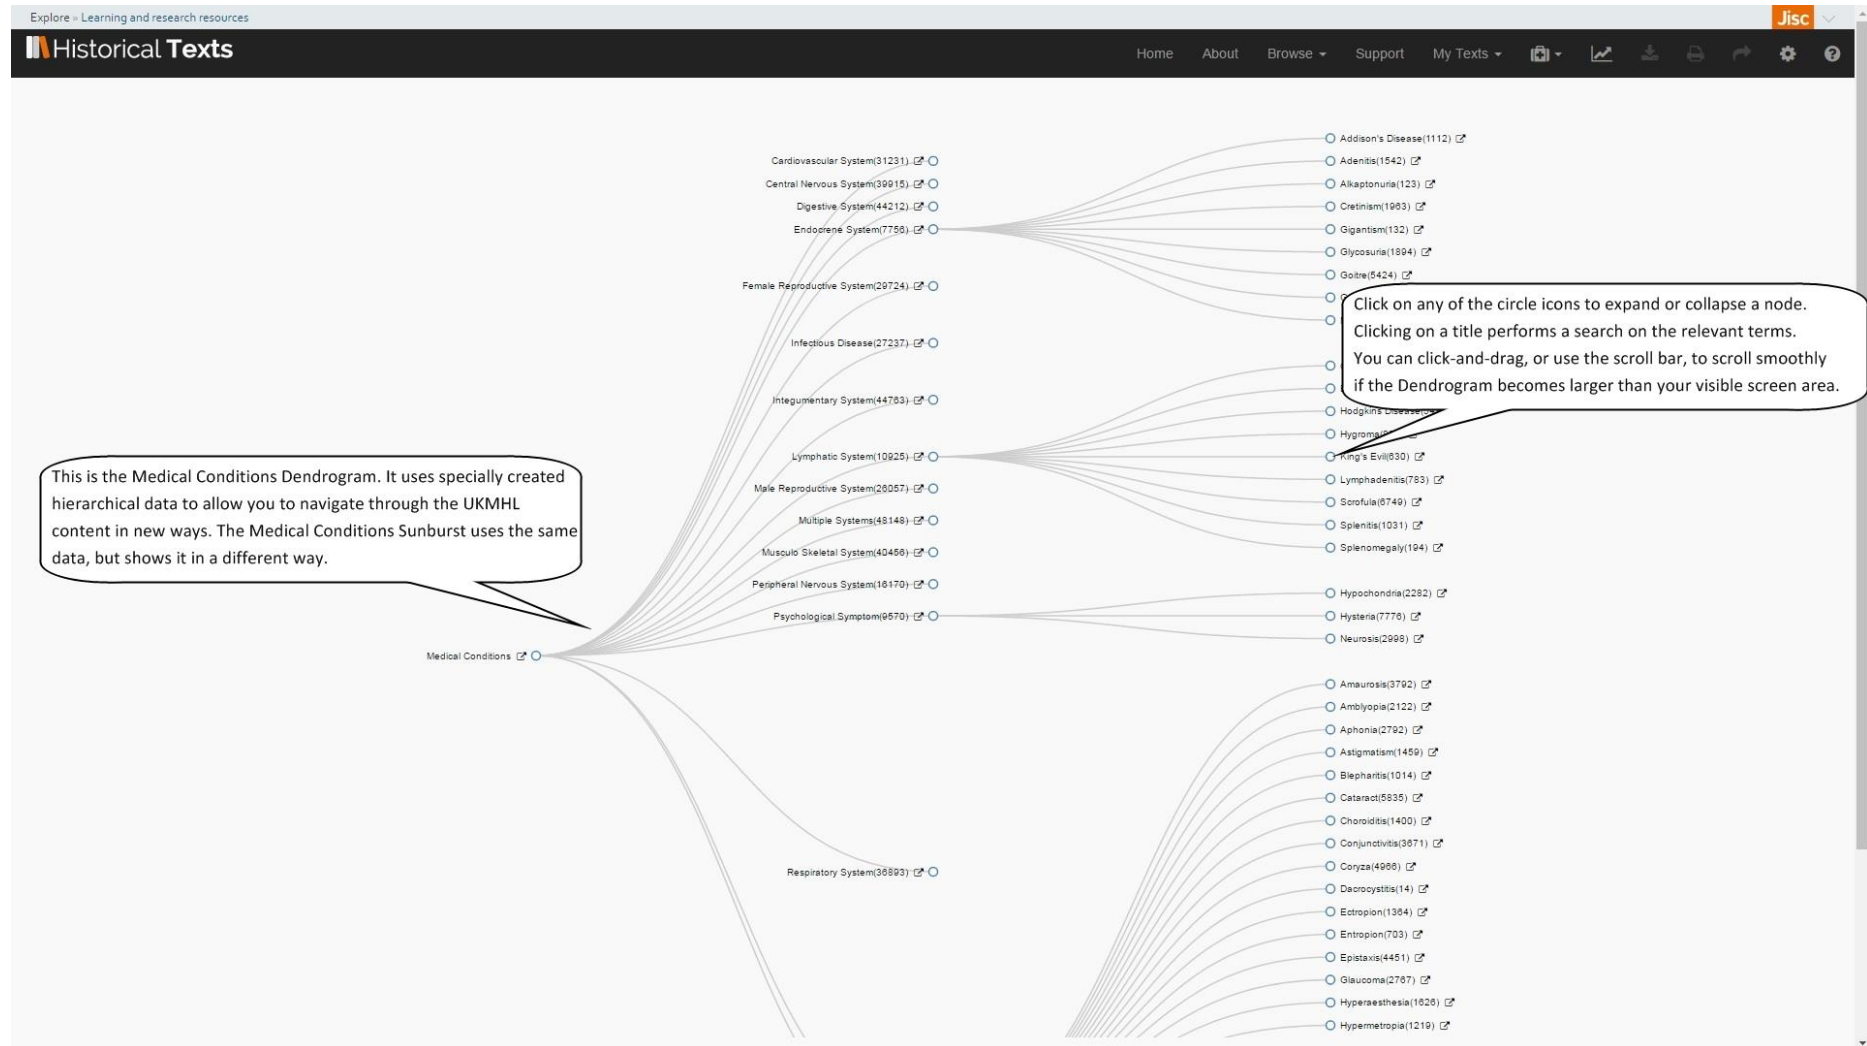 Explore » Learning and research resources
Jisc
Historical Texts
Home About Browse Support My Texts
Cardiovascular System(31231)
Central Nervous System(39915)
Digestive System(44212)
Endocrene System(7756)
Female Reproductive System(29724)
Infectious Disease(27237)
Integumentary System(44763)
Lymphatic System(10925)
Male Reproductive System(26057)
Multiple Systems(48148)
Musculo Skeletal System(40456)
Peripheral Nervous System(16170)
Psychological Symptom(9570)
Medical Conditions
Respiratory System(36893)
This is the Medical Conditions Dendrogram. It uses specially created
hierarchical data to allow you to navigate through the UKMHL
content in new ways. The Medical Conditions Sunburst uses the same
data, but shows it in a different way.
Addison's Disease(1112)
Adenitis(1542)
Alkaptonuria(123)
Cretinism(1963)
Gigantism(132)
Glycosuria(1894)
Goitre(5424)
Click on any of the circle icons to expand or collapse a node.
Clicking on a title performs a search on the relevant terms.
You can click-and-drag, or use the scroll bar, to scroll smoothly
if the Dendrogram becomes larger than your visible screen area.
Hodgkins Disease
Hygroma
King's Evil(630)
Lymphadenitis(783)
Scrofula(6749)
Splenitis(1031)
Splenomegaly(194)
Hypochondria(2282)
Hysteria(7776)
Neurosis(2998)
Amaurosis(3792)
Amblyopia(2122)
Aphonia(2792)
Astigmatism(1459)
Blepharitis(1014)
Cataract(5835)
Choroiditis(1400)
Conjunctivitis(3671)
Coryza(4966)
Dacrocystitis(14)
Ectropion(1364)
Entropion(703)
Epistaxis(4451)
Glaucoma(2767)
Hyperaesthesia(1626)
Hypermetropia(1219)